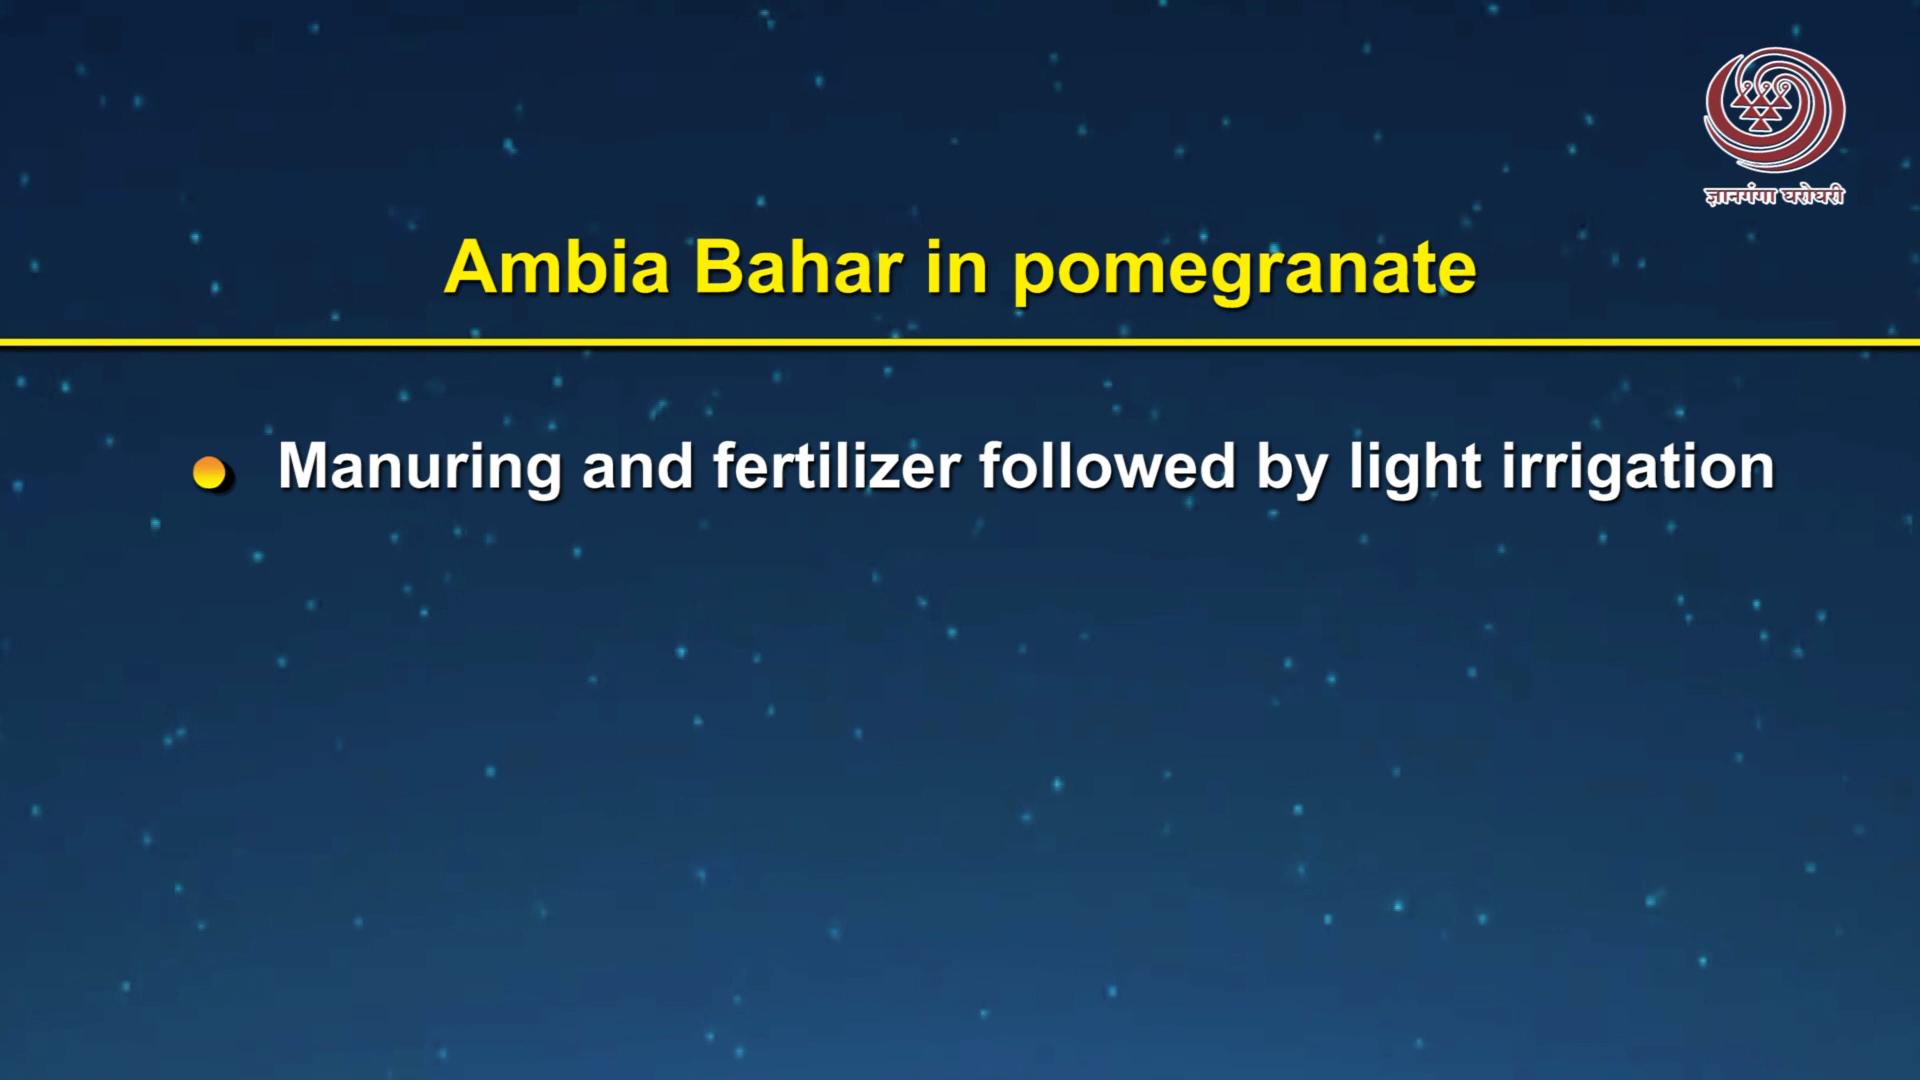 ज्ञानगंगा घरोघरी
Ambia Bahar in pomegranate
Manuring and fertilizer followed by light irrigation